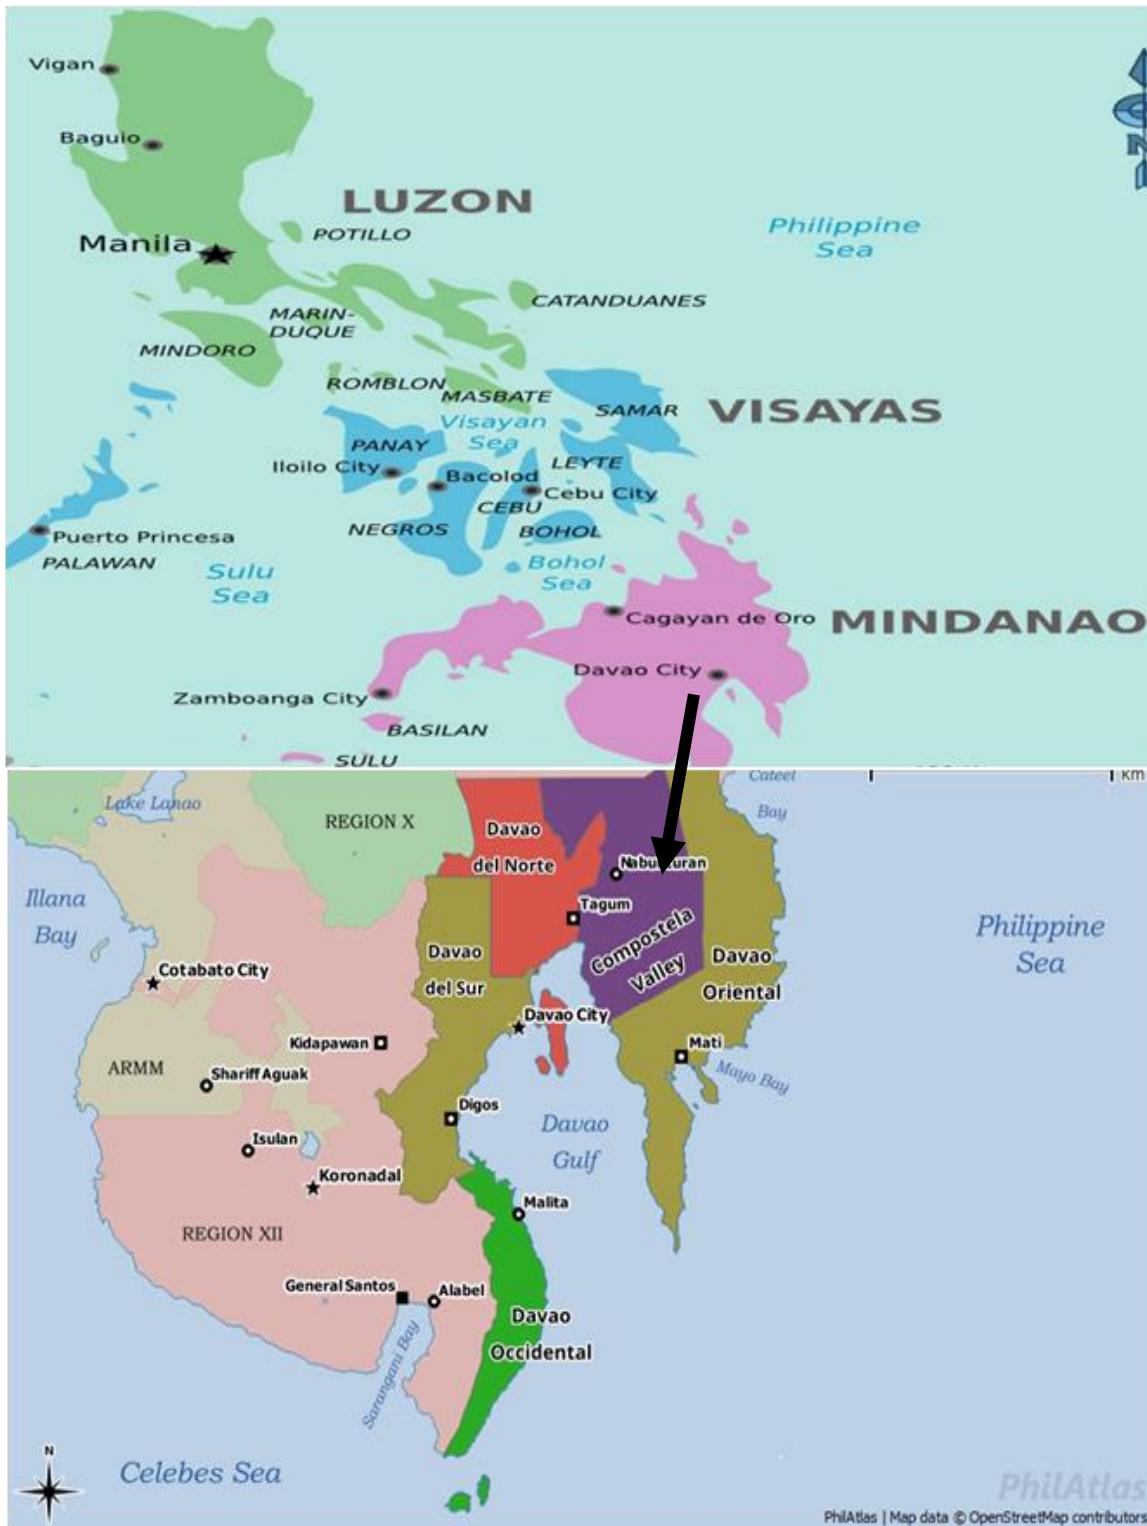 Vigan
Baguio
LUZON
POTILLO
Philippine
Sea
Manila
CATANDUANES
MARIN-
DUQUE
MINDORO
ROMBLON
MASBATE
SAMAR
VISAYAS
Visayan
Sea
PANAY
Iloilo City
LEYTE
Bacolod
Cebu City
CEBU
NEGROS
BOHOL
Puerto Princesa
PALAWAN
Sulu
Sea
Bohol
Sea
Cagayan de Oro
MINDANAO
Davao City
Zamboanga City
BASILAN
SULU
N
Cateel
Bay
Km
Lake Lanao
REGION X
Davao
del Norte
Illana
Bay
Tagum
Compostela
Valley
Davao
Oriental
Philippine
Sea
Davao
del Sur
Cotabato City
Davao City
Kidapawan
Mati
ARMM
Shariff Aguak
Mayo Bay
Digos
Davao
Gulf
Isulan
Koronadal
Malita
REGION XII
General Santos
Alabel
Davao
Occidental
Sarangani Bay
N
Celebes Sea
PhilAtlas
PhilAtlas | Map data © OpenStreetMap contributors